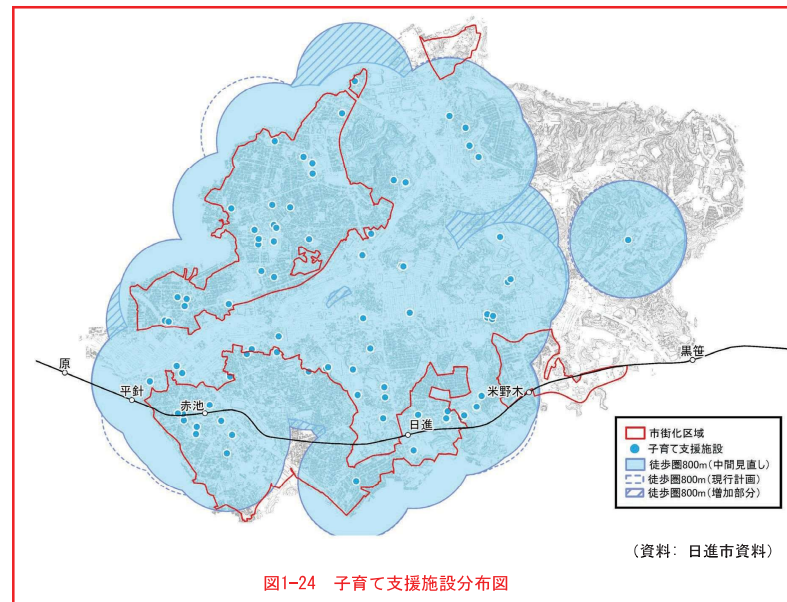 原
平針
赤池
日進
米野木
黒笹
市街化区域
子育て支援施設
徒歩圏800m(中間見直し)
徒歩圏800m(現行計画)
徒歩圏800m(増加部分)
(資料: 日進市資料)
図1-24 子育て支援施設分布図